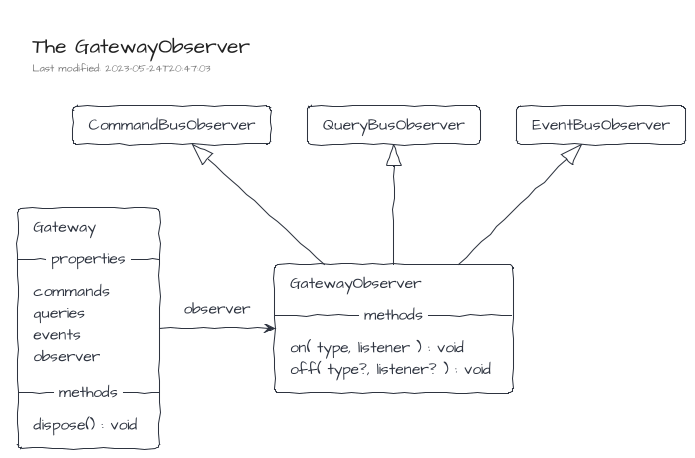 The GatewayObserver
Last modified: 2023-05-24T20:47:03
CommandBusObserver
QueryBusObserver
EventBusObserver
Gateway
properties
commands
queries
events
observer
methods
dispose() : void
observer
GatewayObserver
methods
on( type, listener ) : void
off( type?, listener? ) : void